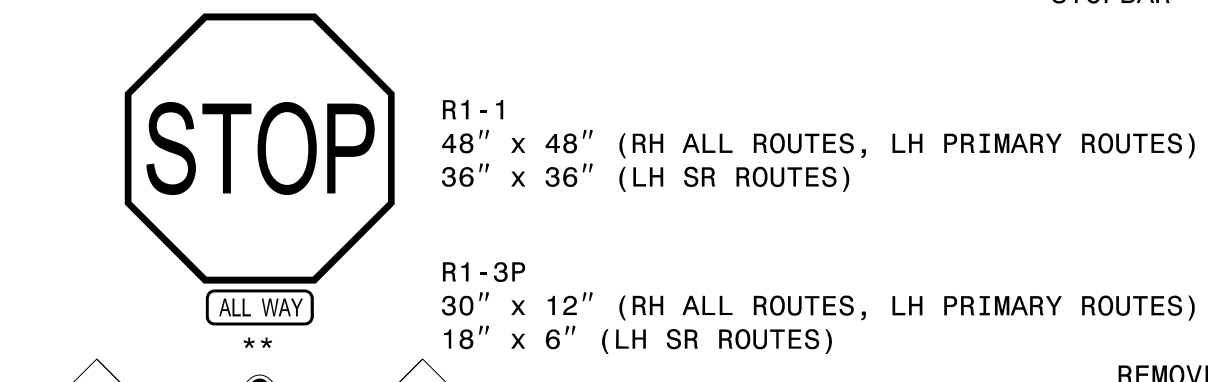 STOP
R1-1
48" x 48" (RH ALL ROUTES, LH PRIMARY ROUTES)
36" x 36" (LH SR ROUTES)
R1-3P
30" x 12" (RH ALL ROUTES, LH PRIMARY ROUTES)
18" x 6" (LH SR ROUTES)
ALL WAY
**